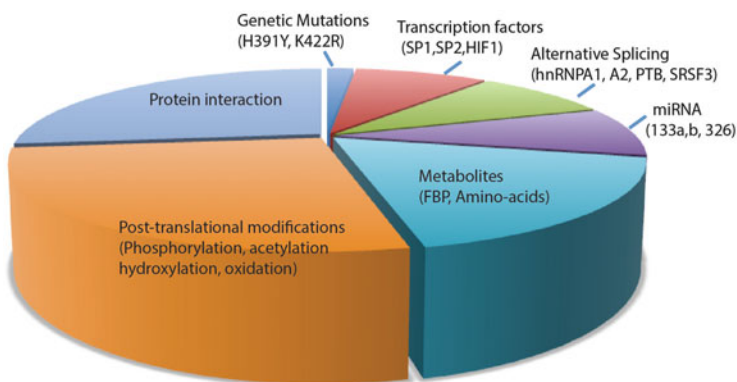 Genetic Mutations
(H391Y, K422R)
Transcription factors
(SP1,SP2,HIF1)
Alternative Splicing
(hnRNPA1, A2, PTB, SRSF3)
miRNA
(133a,b, 326)
Protein interaction
Metabolites
(FBP, Amino-acids)
Post-translational modifications
(Phosphorylation, acetylation
hydroxylation, oxidation)